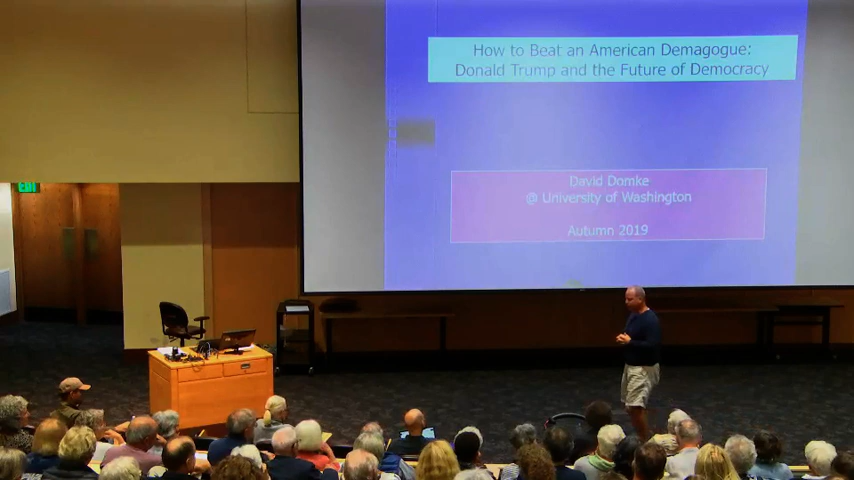 How to Beat an American Demagogue:
Donald Trump and the Future of Democracy
David Domke
@ University of Washington
Autumn 2019
EXIT